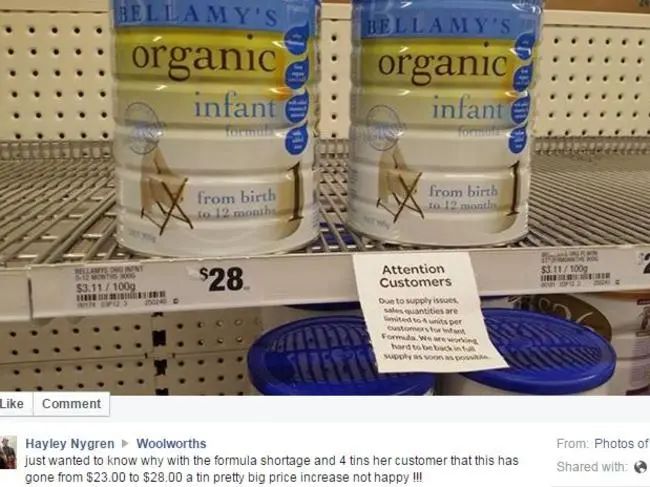 BELLAMY'S
organic
infant
formula
from birth
to 12 months
BELLAMY'S
organic
infant
formula
from birth
to 12 months
$3.11 / 100g
$28
Attention
Customers
Due to supply issues,
sales quantities are
limited to 4 units per
customers for Infant
Formula. We are working
hard to be back in full
supply as soon as possible.
$3.11 / 100g
2
Like Comment
Hayley Nygren Woolworths
just wanted to know why with the formula shortage and 4 tins her customer that this has
gone from $23.00 to $28.00 a tin pretty big price increase not happy !!!
From: Photos of
Shared with: